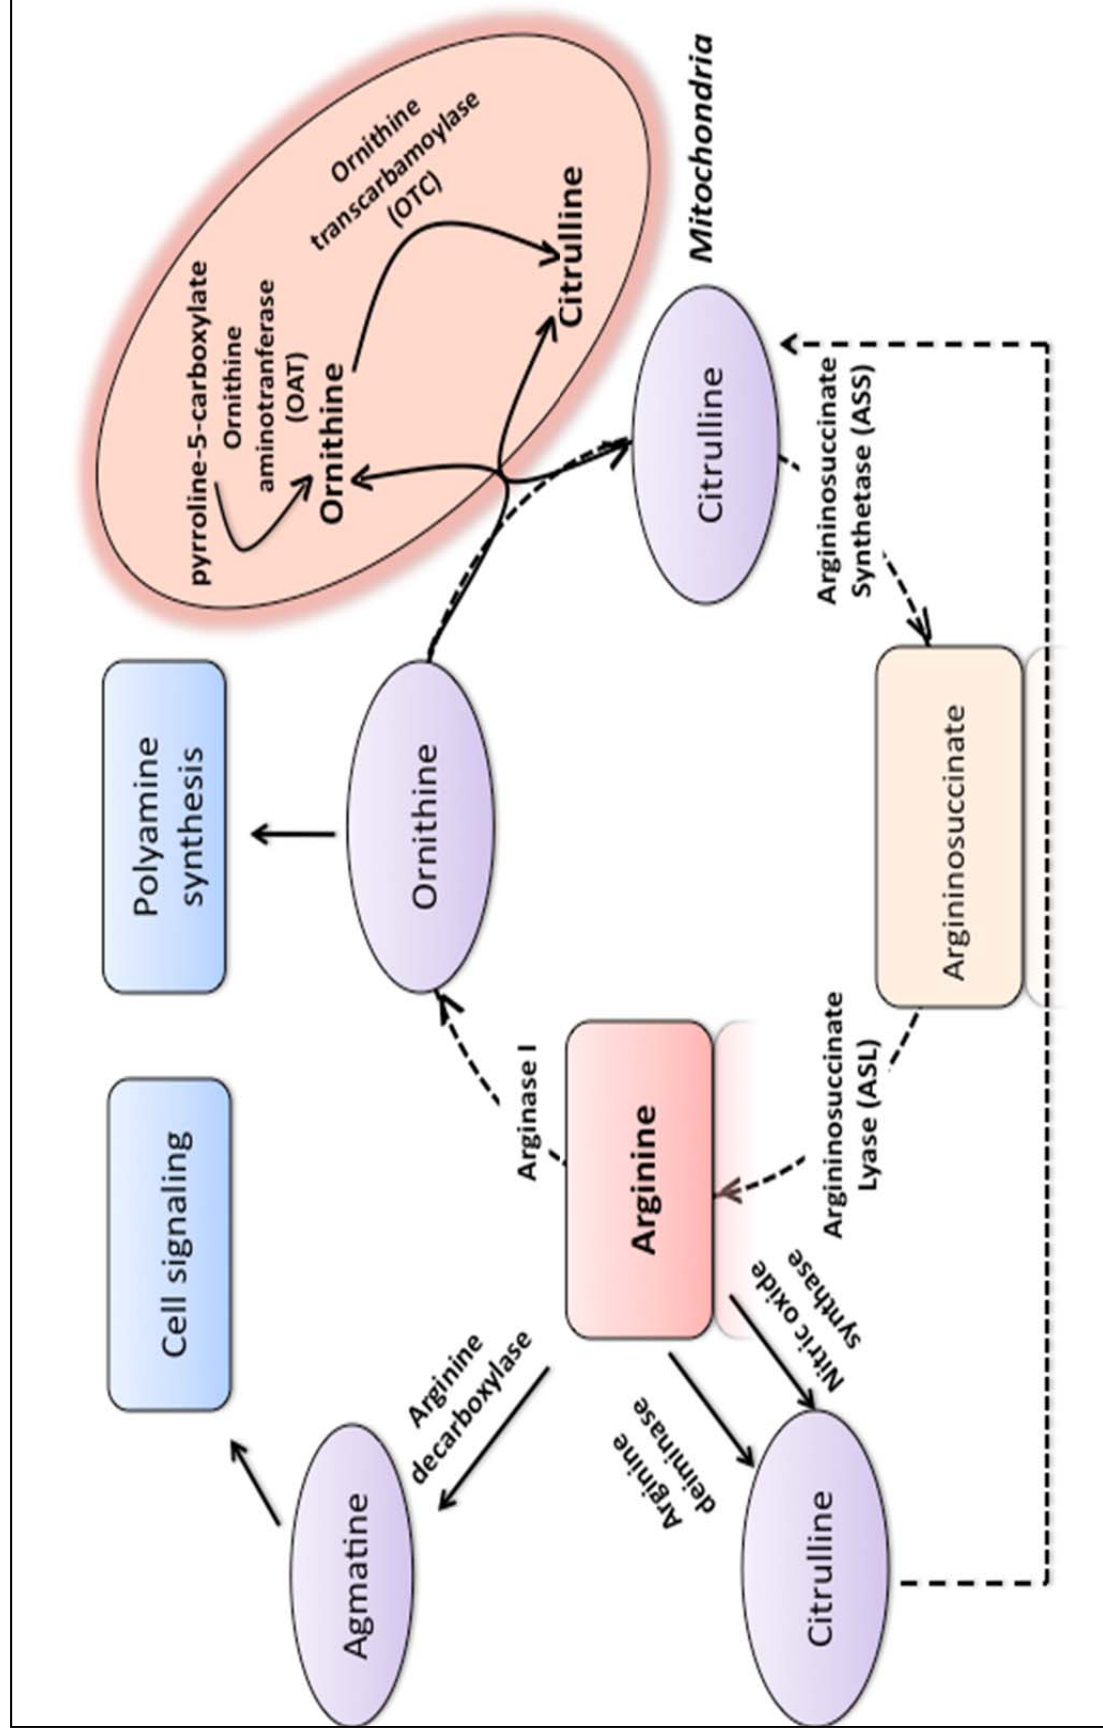 Cell signaling
Polyamine
synthesis
pyrroline-5-carboxylate
Ornithine
aminotranferase
(OAT)
Ornithine
Ornithine
transcarbamoylase
(OTC)
Citrulline
Mitochondria
Agmatine
Arginine
decarboxylase
Arginase I
Ornithine
Arginine
Citrulline
Arginine
deiminase
Nitric oxide
synthase
Citrulline
Argininosuccinate
Lyase (ASL)
Argininosuccinate
Synthetase (ASS)
Argininosuccinate